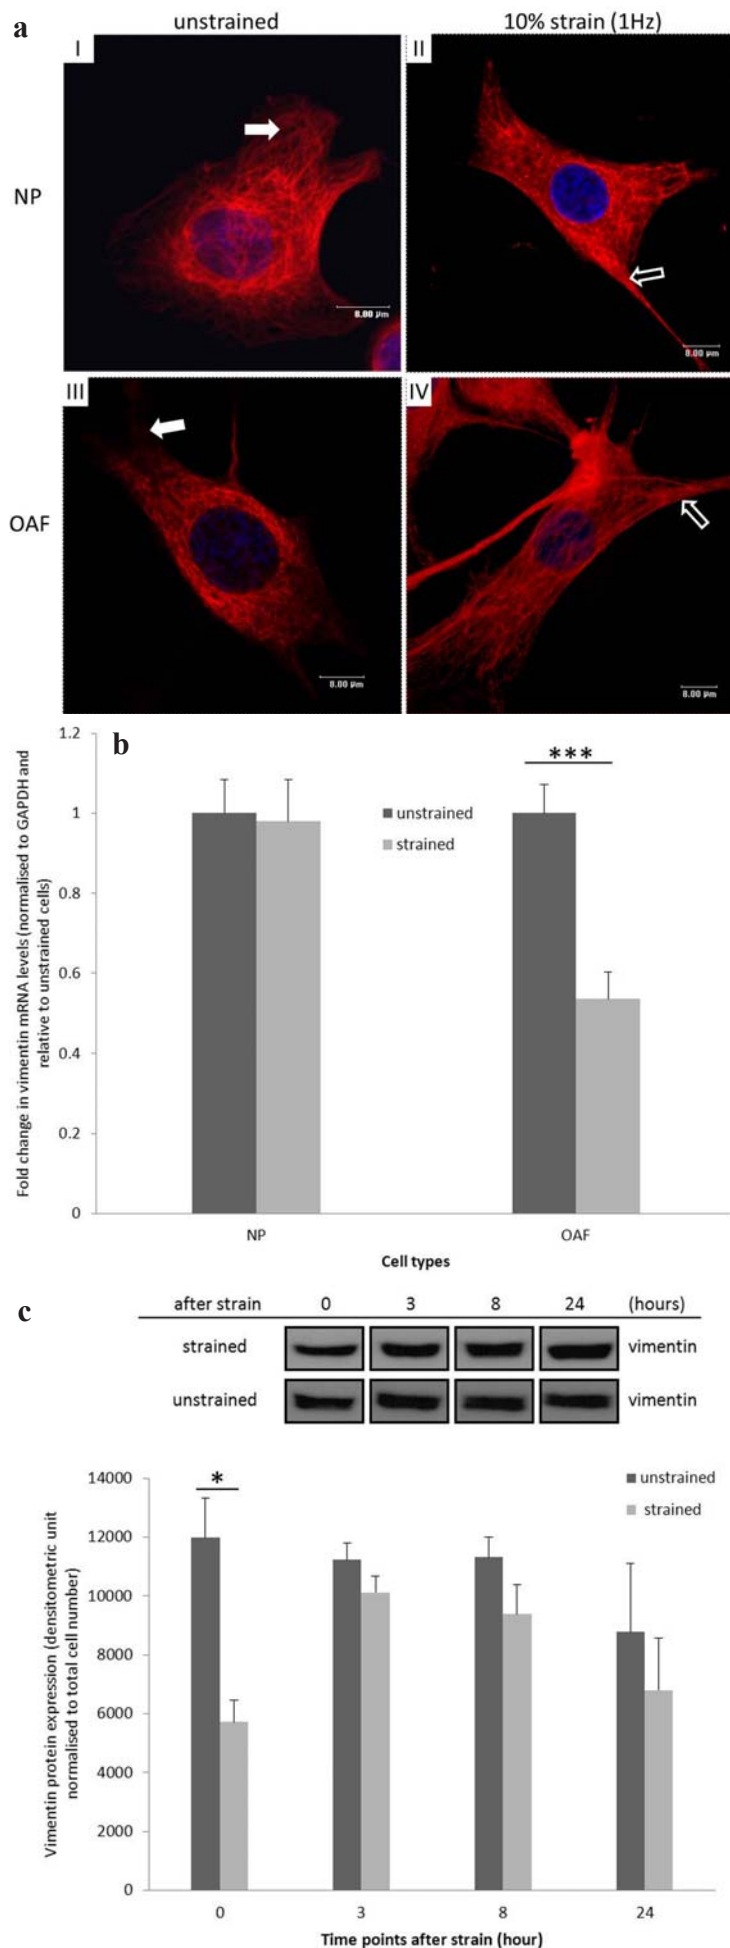 a
unstrained
10% strain (1Hz)
I
II
NP
8.00 µm
8.00 µm
III
IV
OAF
8.00 µm
8.00 µm
b
Fold change in vimentin mRNA levels (normalised to GAPDH and
relative to unstrained cells)
1.2
1
0.8
0.6
0.4
0.2
0
***
unstrained
strained
NP
OAF
Cell types
c
after strain 0 3 8 24 (hours)
strained vimentin
unstrained vimentin
Vimentin protein expression (densitometric unit
normalised to total cell number)
14000
12000
10000
8000
6000
4000
2000
0
*
unstrained
strained
0 3 8 24
Time points after strain (hour)